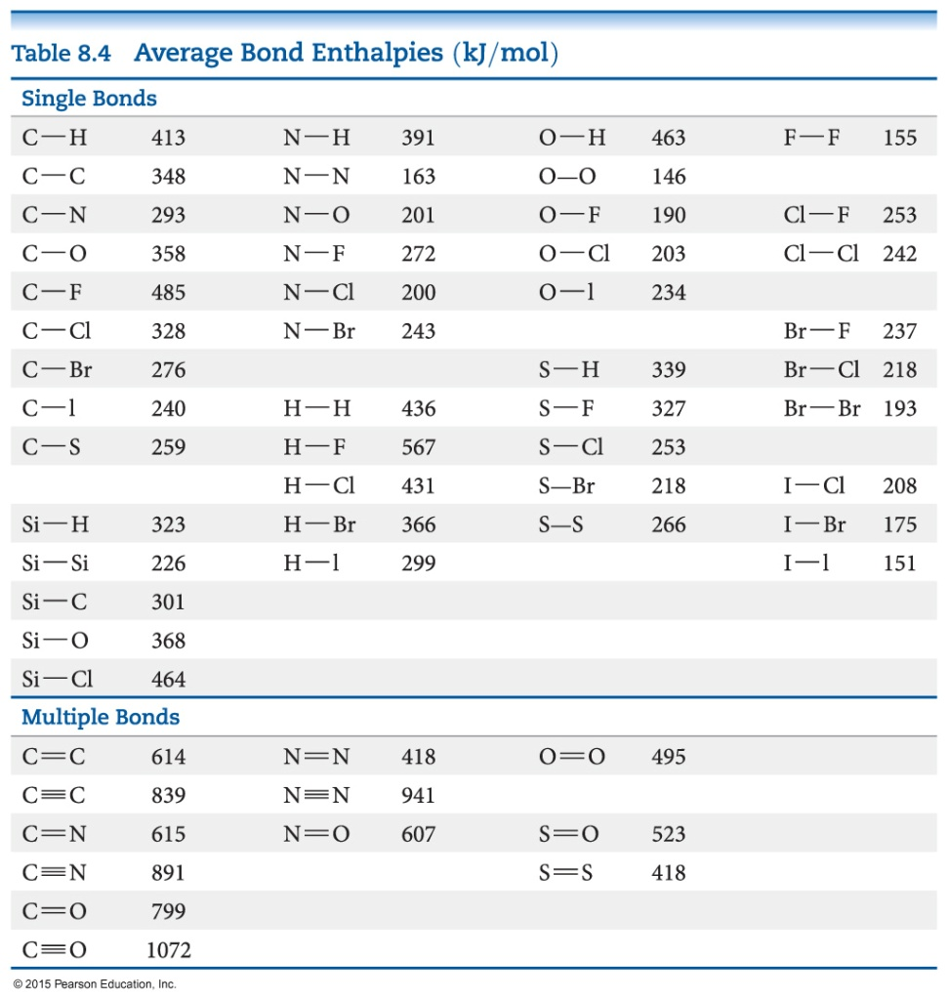 Table 8.4 Average Bond Enthalpies (kJ/mol)
Single Bonds
C—H 413 N—H 391 O—H 463 F—F 155
C—C 348 N—N 163 O—O 146
C—N 293 N—O 201 O—F 190 Cl—F 253
C—O 358 N—F 272 O—Cl 203 Cl—Cl 242
C—F 485 N—Cl 200 O—l 234
C—Cl 328 N—Br 243 Br—F 237
C—Br 276 S—H 339 Br—Cl 218
C—l 240 H—H 436 S—F 327 Br—Br 193
C—S 259 H—F 567 S—Cl 253
H—Cl 431 S—Br 218 I—Cl 208
Si—H 323 H—Br 366 S—S 266 I—Br 175
Si—Si 226 H—l 299 I—l 151
Si—C 301
Si—O 368
Si—Cl 464
Multiple Bonds
C=C 614 N=N 418 O=O 495
C≡C 839 N≡N 941
C=N 615 N=O 607 S=O 523
C≡N 891 S=S 418
C=O 799
C≡O 1072
© 2015 Pearson Education, Inc.